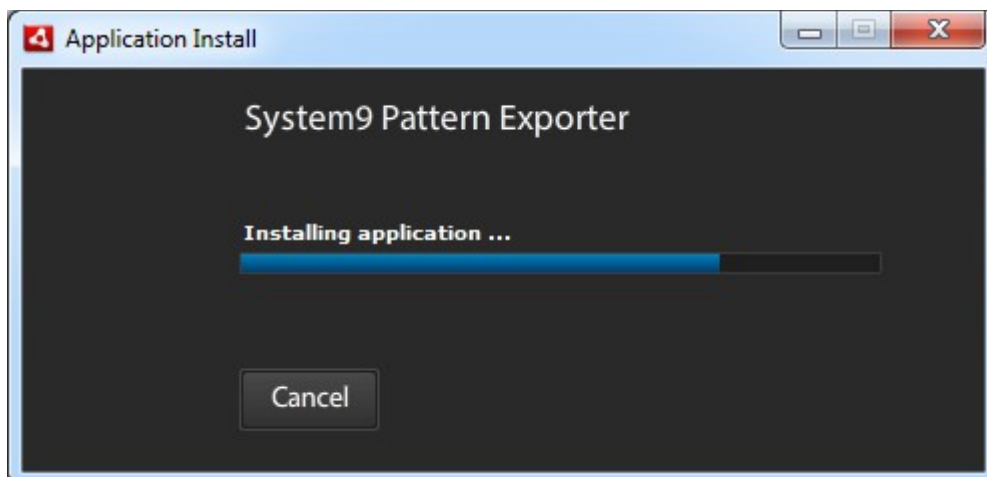 Application Install
System9 Pattern Exporter
Installing application ...
Cancel